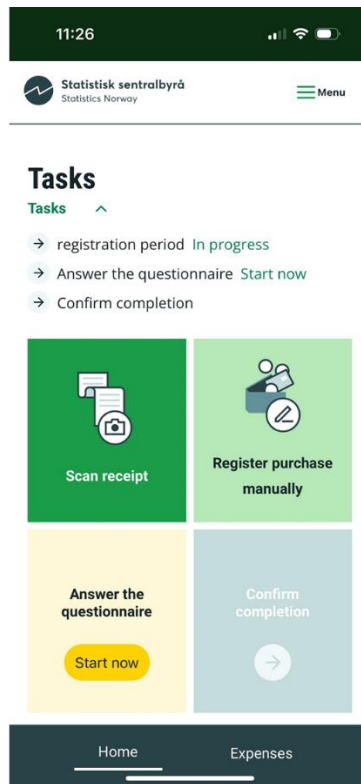 11:26
Statistisk sentralbyrå
Statistics Norway
Menu
Tasks
Tasks
registration period In progress
Answer the questionnaire Start now
Confirm completion
Scan receipt
Register purchase
manually
Answer the
questionnaire
Start now
Confirm
completion
Home Expenses